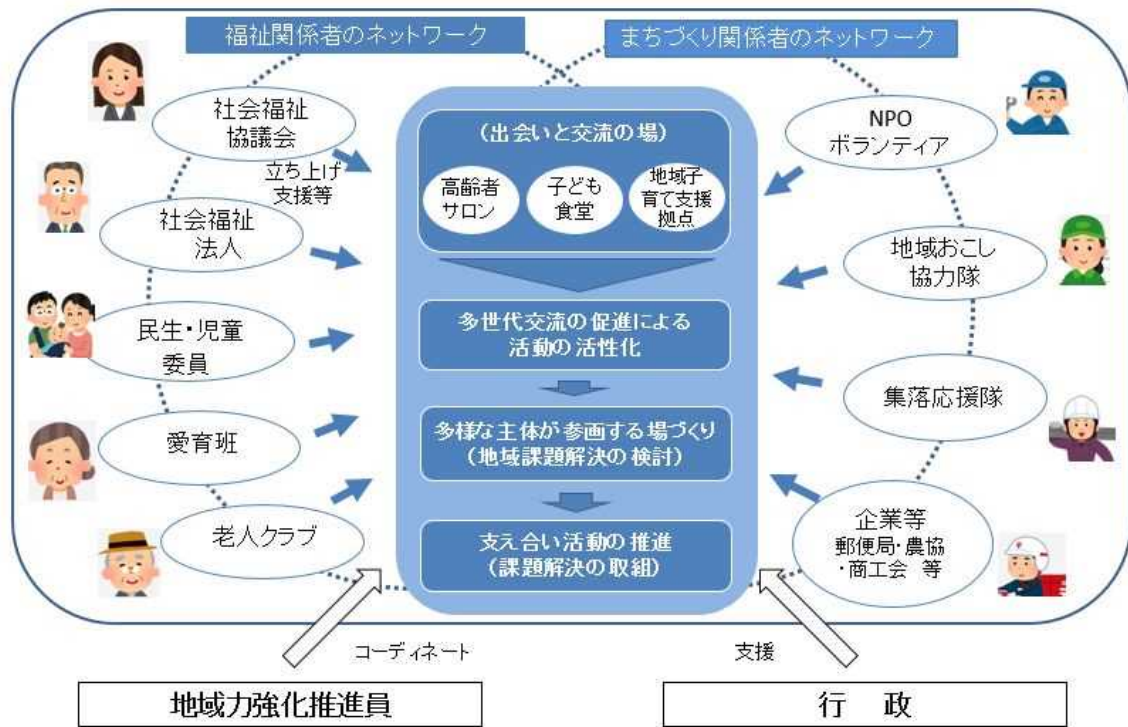 福祉関係者のネットワーク
まちづくり関係者のネットワーク
社会福祉
協議会
立ち上げ
支援等
社会福祉
法人
民生・児童
委員
愛育班
老人クラブ
(出会いと交流の場)
高齢者
サロン
子ども
食堂
地域子
育て支援
拠点
多世代交流の促進による
活動の活性化
多様な主体が参画する場づくり
(地域課題解決の検討)
支え合い活動の推進
(課題解決の取組)
NPO
ボランティア
地域おこし
協力隊
集落応援隊
企業等
郵便局・農協
・商工会 等
コーディネート
支援
地域力強化推進員
行 政